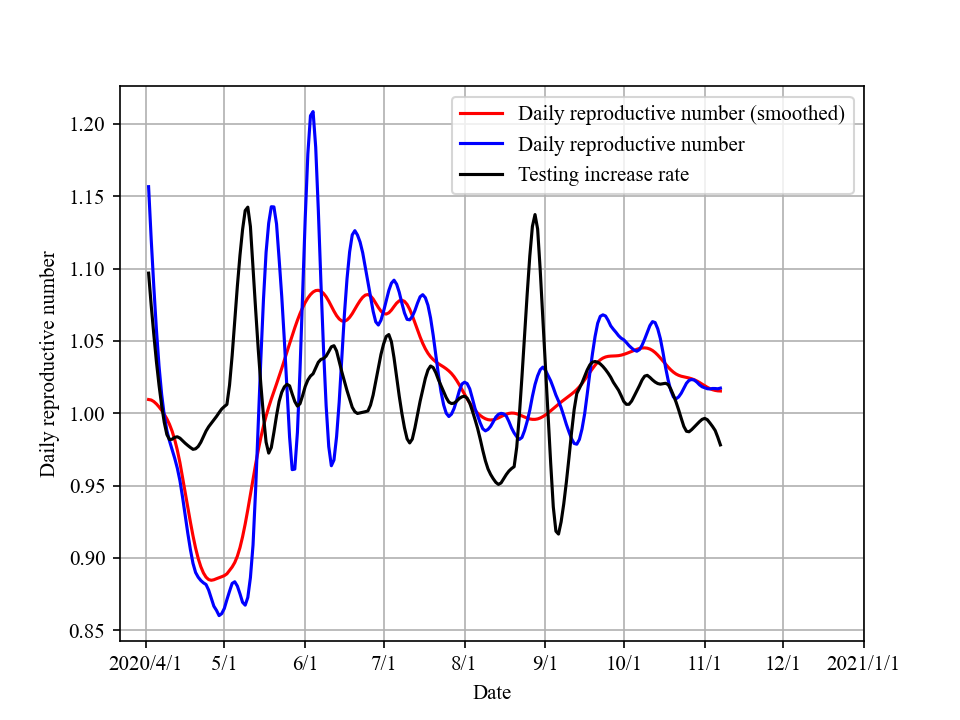 Daily reproductive number (smoothed)
Daily reproductive number
Testing increase rate
1.20
1.15
1.10
1.05
1.00
0.95
0.90
0.85
Daily reproductive number
2020/4/1 5/1 6/1 7/1 8/1 9/1 10/1 11/1 12/1 2021/1/1
Date